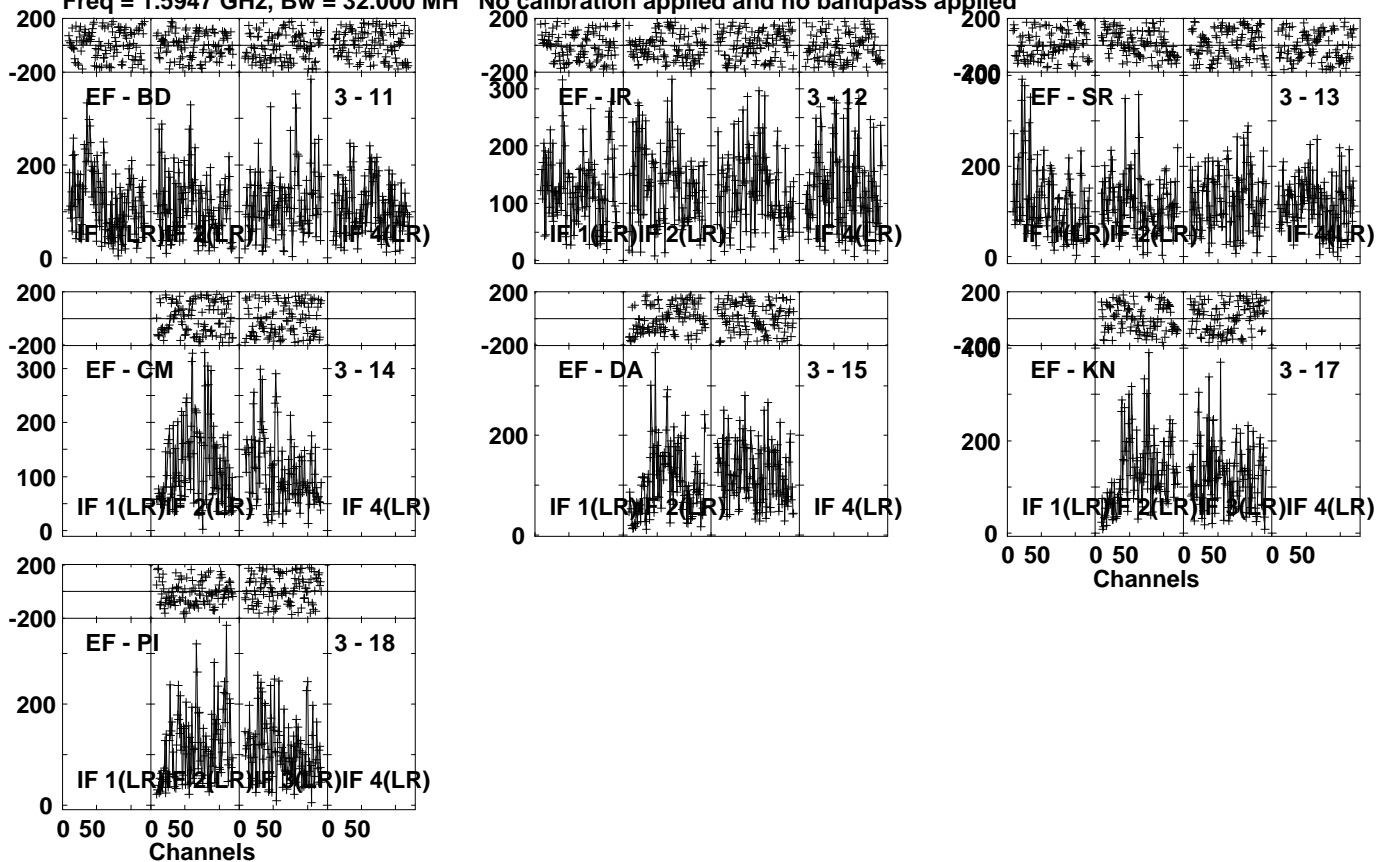 Freq = 1.5947 GHz, Bw = 32.000 MH No calibration applied and no bandpass applied
200
-200
EF - BD 3 - 11
200
0
IF 1(LR) IF 2(LR) IF 4(LR)
200
-200
300
EF - IR 3 - 12
200
100
0
IF 1(LR) IF 2(LR) IF 4(LR)
200
-200
400
EF - SR 3 - 13
200
0
IF 1(LR) IF 2(LR) IF 4(LR)
200
-200
300
EF - CM 3 - 14
200
100
0
IF 1(LR) IF 2(LR) IF 4(LR)
200
-200
EF - DA 3 - 15
200
0
IF 1(LR) IF 2(LR) IF 4(LR)
200
-200
400
EF - KN 3 - 17
200
0
IF 1(LR) IF 2(LR) IF 3(LR) IF 4(LR)
0 50 0 50 0 50 0 50
Channels
200
-200
EF - PI 3 - 18
200
0
IF 1(LR) IF 2(LR) IF 3(LR) IF 4(LR)
0 50 0 50 0 50 0 50
Channels